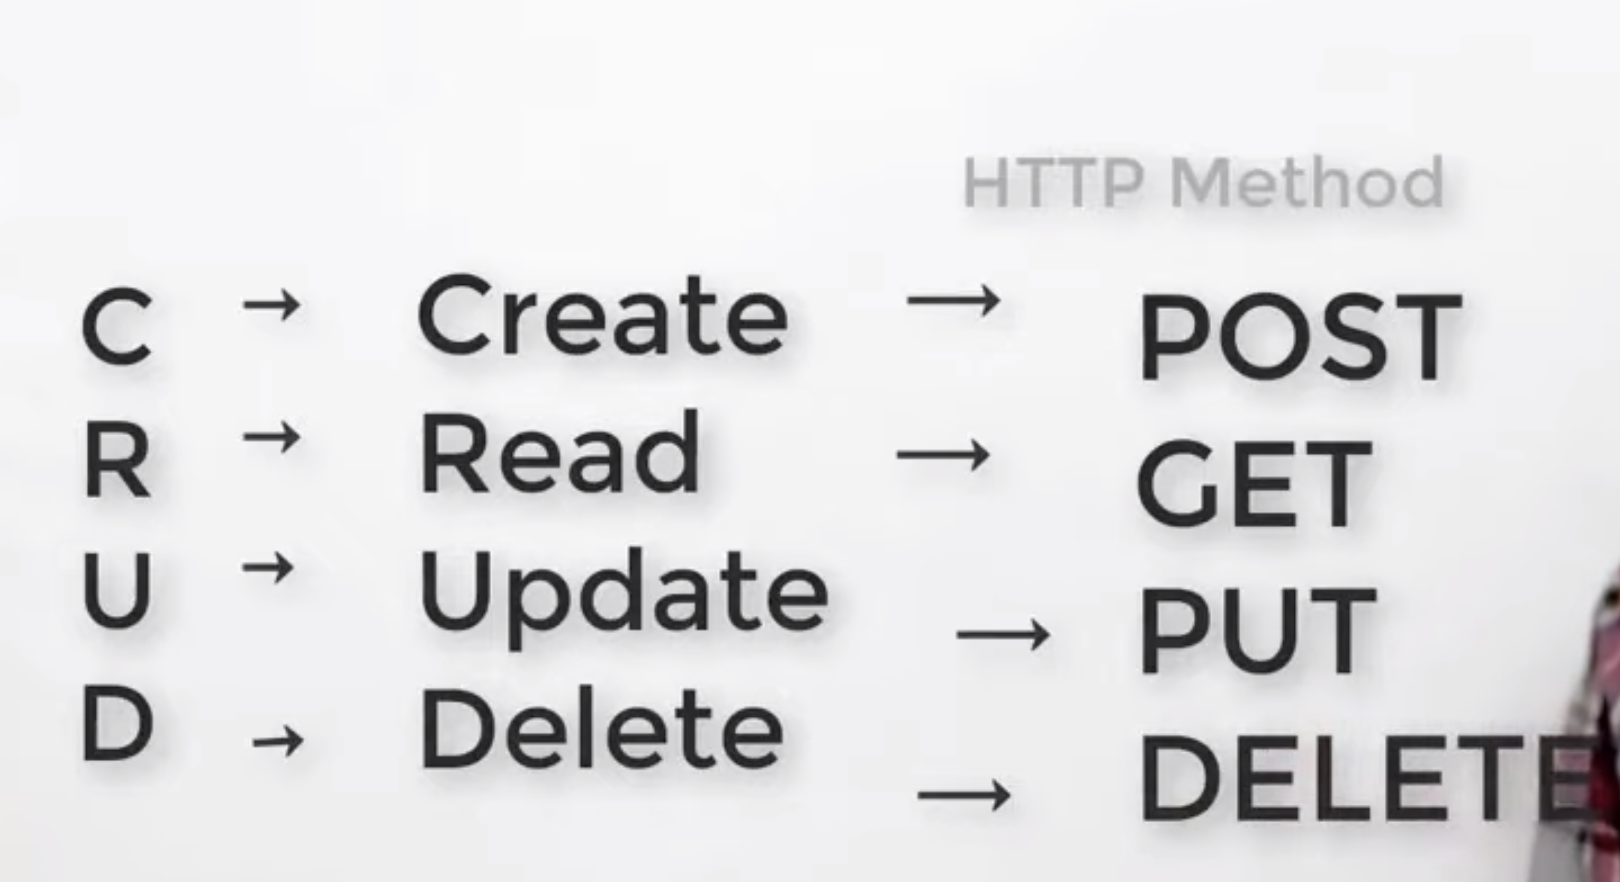 HTTP Method
C → Create → POST
R → Read → GET
U → Update → PUT
D → Delete → DELETE